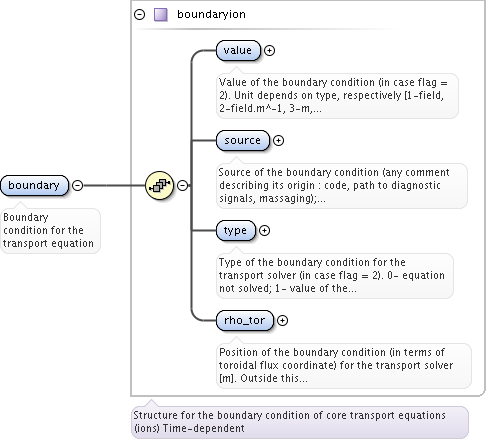 boundaryion
value
Value of the boundary condition (in case flag =
2). Unit depends on type, respectively [1-field,
2-field.m^-1, 3-m,...
source
Source of the boundary condition (any comment
describing its origin : code, path to diagnostic
signals, massaging);...
boundary
Boundary
condition for the
transport equation
type
Type of the boundary condition for the
transport solver (in case flag = 2). 0- equation
not solved; 1- value of the...
rho_tor
Position of the boundary condition (in terms of
toroidal flux coordinate) for the transport solver
[m]. Outside this...
Structure for the boundary condition of core transport equations
(ions) Time-dependent